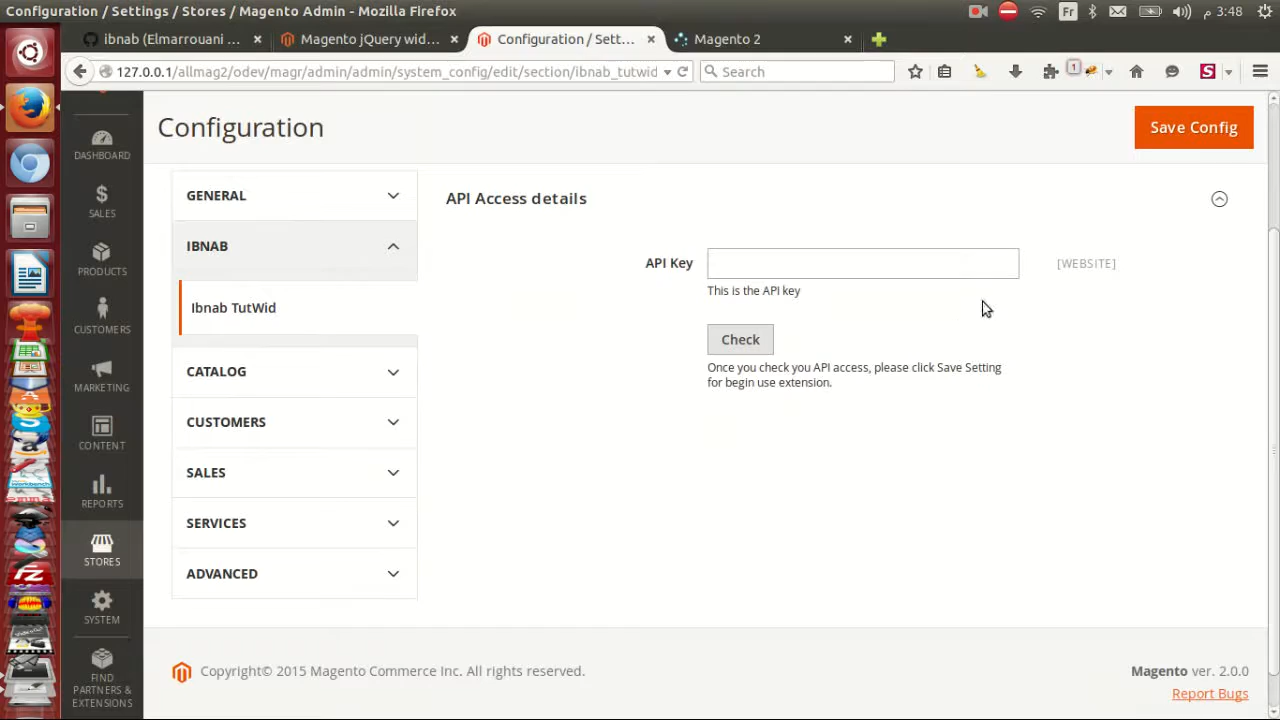 Configuration / Settings / Stores / Magento Admin - Mozilla Firefox
Fr
3:48 م
ibnab (Elmarrouani ...
Magento jQuery wid...
Configuration / Sett...
Magento 2
127.0.0.1/allmag2/odev/magr/admin/admin/system_config/edit/section/ibnab_tutwid
Search
1
S
Configuration
Save Config
DASHBOARD
$
SALES
PRODUCTS
CUSTOMERS
MARKETING
CONTENT
REPORTS
STORES
SYSTEM
FIND
PARTNERS &
EXTENSIONS
GENERAL
IBNAB
Ibnab TutWid
CATALOG
CUSTOMERS
SALES
SERVICES
ADVANCED
API Access details
API Key
[WEBSITE]
This is the API key
Check
Once you check you API access, please click Save Setting
for begin use extension.
Copyright© 2015 Magento Commerce Inc. All rights reserved.
Magento ver. 2.0.0
Report Bugs